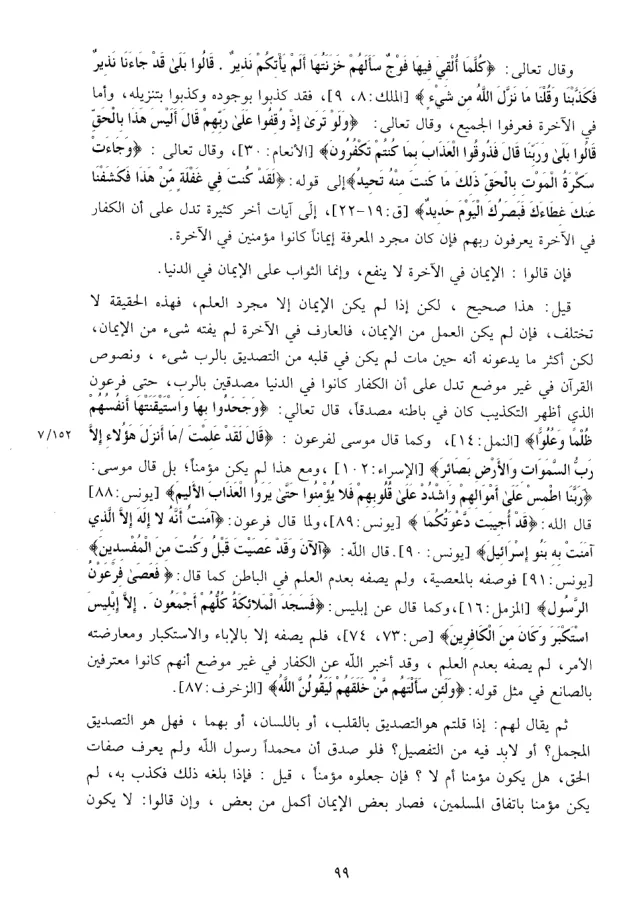 وقال تعالى: ﴿كُلَّمَا أُلْقِيَ فِيهَا فَوْجٌ سَأَلَهُمْ خَزَنَتُهَا أَلَمْ يَأْتِكُمْ نَذِيرٌ . قَالُوا بَلَىٰ قَدْ جَاءَنَا نَذِيرٌ
فَكَذَّبْنَا وَقُلْنَا مَا نَزَّلَ اللَّهُ مِن شَيْءٍ﴾ [الملك:٨، ٩]، فقد كذبوا بوجوده وكذبوا بتنزيله، وأما
في الآخرة فعرفوا الجميع، وقال تعالى: ﴿وَلَوْ تَرَىٰ إِذْ وُقِفُوا عَلَىٰ رَبِّهِمْ قَالَ أَلَيْسَ هَٰذَا بِالْحَقِّ
قَالُوا بَلَىٰ وَرَبِّنَا قَالَ فَذُوقُوا الْعَذَابَ بِمَا كُنتُمْ تَكْفُرُونَ﴾ [الأنعام:٣٠]، وقال تعالى : ﴿وَجَاءَتْ
سَكْرَةُ الْمَوْتِ بِالْحَقِّ ذَٰلِكَ مَا كُنتَ مِنْهُ تَحِيدُ﴾إلى قوله:﴿لَقَدْ كُنتَ فِي غَفْلَةٍ مِّنْ هَٰذَا فَكَشَفْنَا
عَنكَ غِطَاءَكَ فَبَصَرُكَ الْيَوْمَ حَدِيدٌ﴾ [ق:١٩-٢٢]، إلَى آيات أخر كثيرة تدل على أن الكفار
في الآخرة يعرفون ربهم فإن كان مجرد المعرفة إيماناً كانوا مؤمنين في الآخرة.
فإن قالوا : الإيمان في الآخرة لا ينفع، وإنما الثواب على الإيمان في الدنيا.
قيل: هذا صحيح ، لكن إذا لم يكن الإيمان إلا مجرد العلم، فهذه الحقيقة لا
تختلف، فإن لم يكن العمل من الإيمان، فالعارف في الآخرة لم يفته شىء من الإيمان،
لكن أكثر ما يدعونه أنه حين مات لم يكن في قلبه من التصديق بالرب شىء ، ونصوص
القرآن في غير موضع تدل على أن الكفار كانوا في الدنيا مصدقين بالرب، حتى فرعون
الذي أظهر التكذيب كان في باطنه مصدقاً، قال تعالى: ﴿وَجَحَدُوا بِهَا وَاسْتَيْقَنَتْهَا أَنفُسُهُمْ
ظُلْمًا وَعُلُوًّا﴾ [النمل:١٤]، وكما قال موسى لفرعون : ﴿قَالَ لَقَدْ عَلِمْتَ /مَا أَنزَلَ هَٰؤُلَاءِ إِلَّا
٧/١٥٢
رَبُّ السَّمَٰوَاتِ وَالْأَرْضِ بَصَائِرَ﴾ [الإسراء:١٠٢] ،ومع هذا لم يكن مؤمناً؛ بل قال موسى:
﴿رَبَّنَا اطْمِسْ عَلَىٰ أَمْوَالِهِمْ وَاشْدُدْ عَلَىٰ قُلُوبِهِمْ فَلَا يُؤْمِنُوا حَتَّىٰ يَرَوُا الْعَذَابَ الْأَلِيمَ﴾ [يونس:٨٨]
قال الله:﴿قَدْ أُجِيبَت دَّعْوَتُكُمَا﴾ [يونس:٨٩]،ولما قال فرعون:﴿آمَنتُ أَنَّهُ لَا إِلَٰهَ إِلَّا الَّذِي
آمَنَتْ بِهِ بَنُو إِسْرَائِيلَ﴾ [يونس:٩٠].قال الله: ﴿آلْآنَ وَقَدْ عَصَيْتَ قَبْلُ وَكُنتَ مِنَ الْمُفْسِدِينَ﴾
[يونس:٩١] فوصفه بالمعصية، ولم يصفه بعدم العلم في الباطن كما قال:﴿فَعَصَىٰ فِرْعَوْنُ
الرَّسُولَ﴾ [المزمل:١٦]،وكما قال عن إبليس:﴿فَسَجَدَ الْمَلَائِكَةُ كُلُّهُمْ أَجْمَعُونَ . إِلَّا إِبْلِيسَ
اسْتَكْبَرَ وَكَانَ مِنَ الْكَافِرِينَ﴾ [ص:٧٣، ٧٤]، فلم يصفه إلا بالإباء والاستكبار ومعارضته
الأمر، لم يصفه بعدم العلم ، وقد أخبر الله عن الكفار في غير موضع أنهم كانوا معترفين
بالصانع في مثل قوله: ﴿وَلَئِن سَأَلْتَهُم مَّنْ خَلَقَهُمْ لَيَقُولُنَّ اللَّهُ﴾ [الزخرف:٨٧].
ثم يقال لهم: إذا قلتم هوالتصديق بالقلب، أو باللسان، أو بهما ، فهل هو التصديق
المجمل؟ أو لابد فيه من التفصيل؟ فلو صدق أن محمداً رسول الله ولم يعرف صفات
الحق، هل يكون مؤمنا أم لا ؟ فإن جعلوه مؤمناً ، قيل : فإذا بلغه ذلك فكذب به، لم
يكن مؤمنا باتفاق المسلمين، فصار بعض الإيمان أكمل من بعض ، وإن قالوا: لا يكون
٩٩